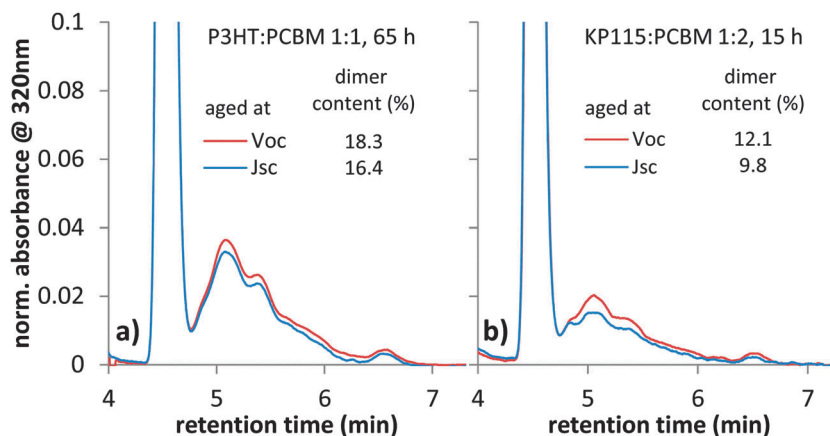 P3HT:PCBM 1:1, 65 h
dimer
aged at content (%)
Voc 18.3
Jsc 16.4
a)
KP115:PCBM 1:2, 15 h
dimer
aged at content (%)
Voc 12.1
Jsc 9.8
b)
norm. absorbance @ 320nm
0.1
0.08
0.06
0.04
0.02
0
4 5 6 7
retention time (min)
4 5 6 7
retention time (min)